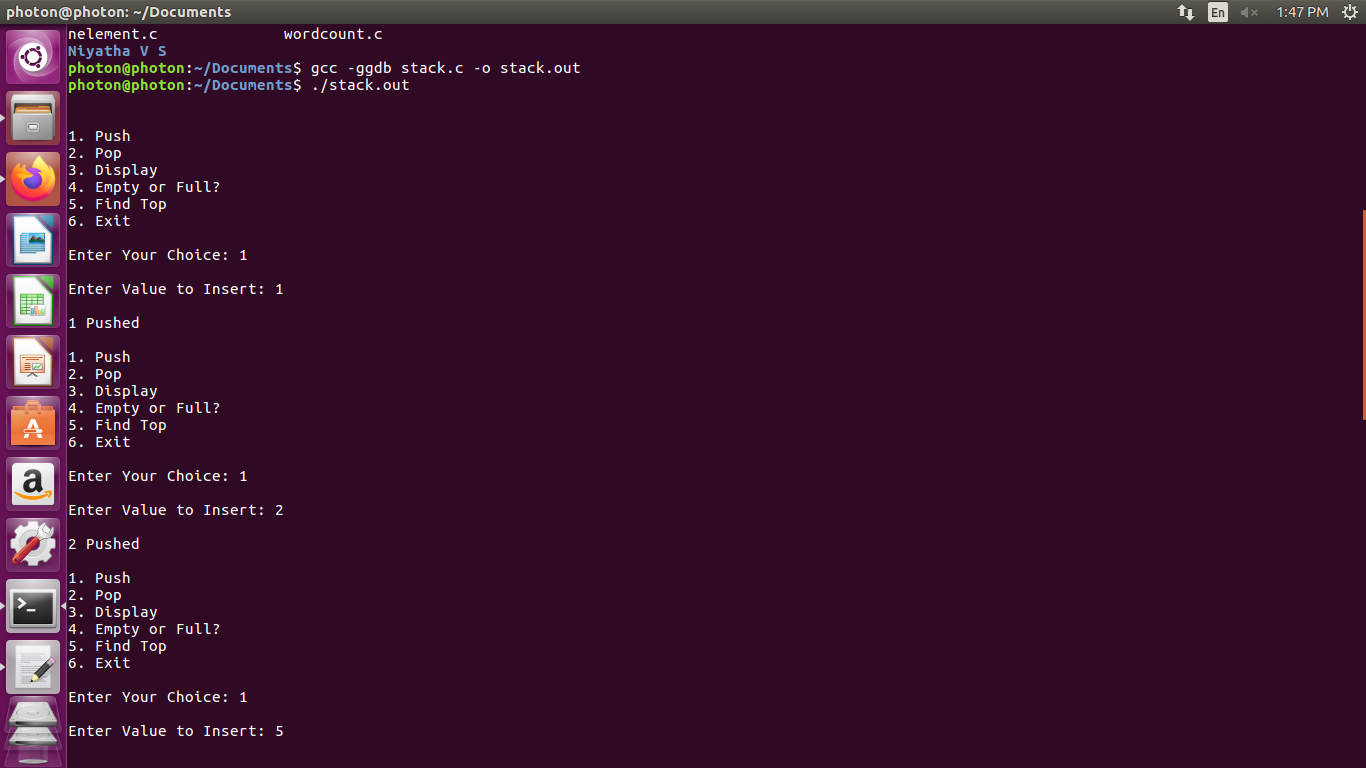 photon@photon: ~/Documents
En
1:47 PM
nelement.c wordcount.c
Niyatha V S
photon@photon:~/Documents$ gcc -ggdb stack.c -o stack.out
photon@photon:~/Documents$ ./stack.out
1. Push
2. Pop
3. Display
4. Empty or Full?
5. Find Top
6. Exit
Enter Your Choice: 1
Enter Value to Insert: 1
1 Pushed
1. Push
2. Pop
3. Display
4. Empty or Full?
5. Find Top
6. Exit
Enter Your Choice: 1
Enter Value to Insert: 2
2 Pushed
1. Push
2. Pop
3. Display
4. Empty or Full?
5. Find Top
6. Exit
Enter Your Choice: 1
Enter Value to Insert: 5